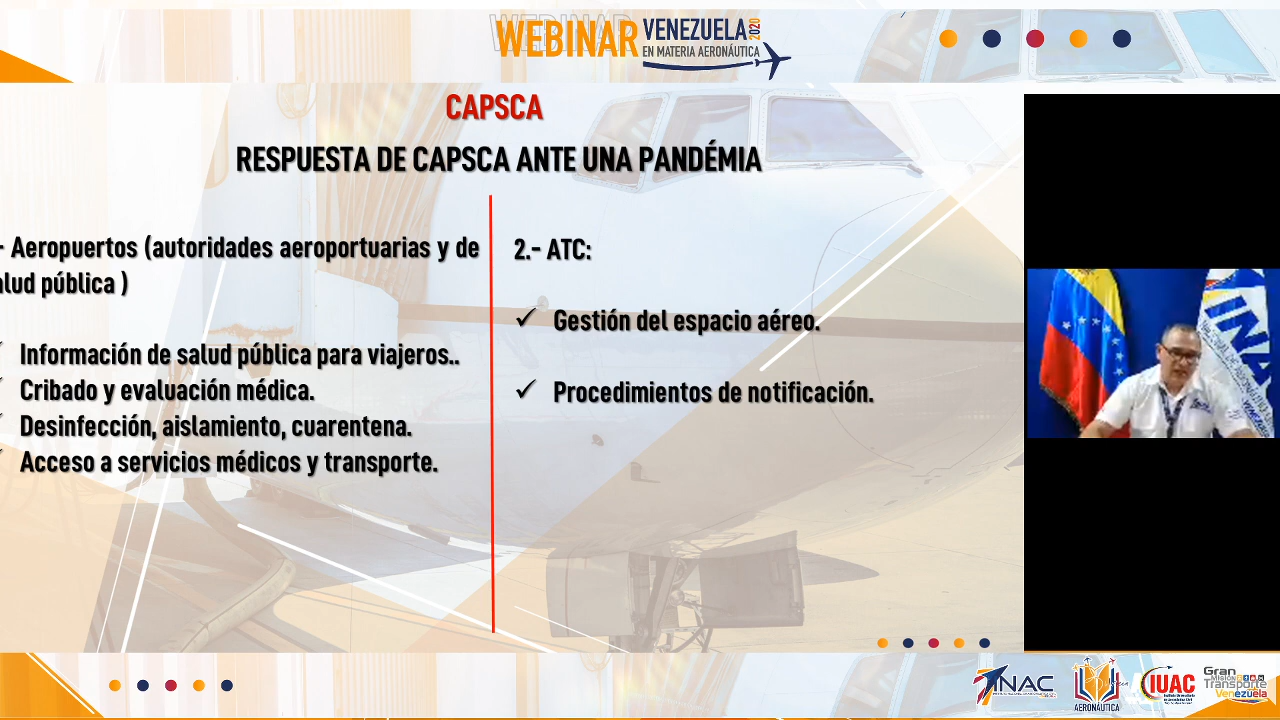 WEBINAR
VENEZUELA
2020
EN MATERIA AERONÁUTICA
CAPSCA
RESPUESTA DE CAPSCA ANTE UNA PANDÉMIA
- Aeropuertos (autoridades aeroportuarias y de
alud pública )
Información de salud pública para viajeros..
Cribado y evaluación médica.
Desinfección, aislamiento, cuarentena.
Acceso a servicios médicos y transporte.
2.- ATC:
✓ Gestión del espacio aéreo.
✓ Procedimientos de notificación.
INAC
AERONÁUTICA
IUAC
Gran
Misión
Transporte
Venezuela